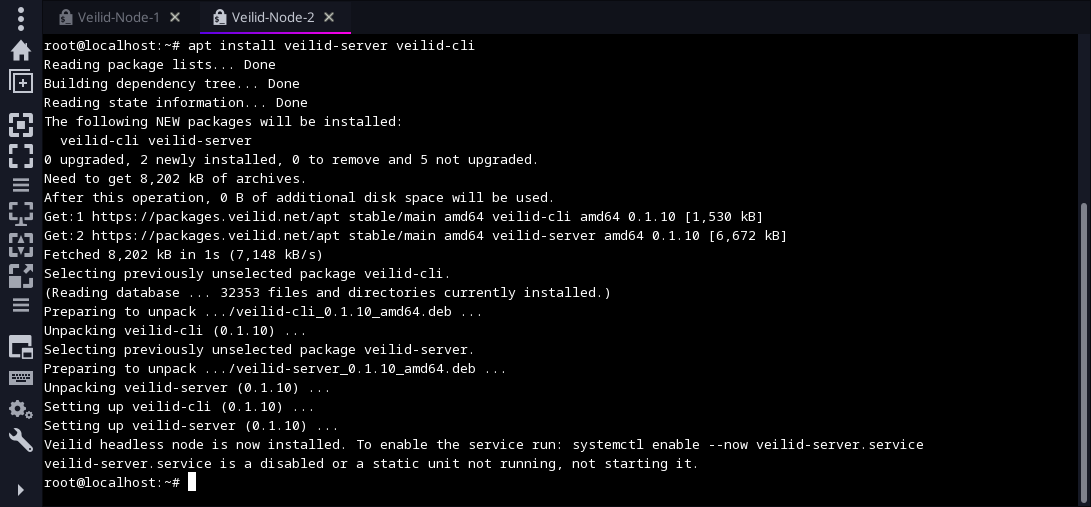 Veilid-Node-1 Veilid-Node-2
root@localhost:~# apt install veilid-server veilid-cli
Reading package lists... Done
Building dependency tree... Done
Reading state information... Done
The following NEW packages will be installed:
  veilid-cli veilid-server
0 upgraded, 2 newly installed, 0 to remove and 5 not upgraded.
Need to get 8,202 kB of archives.
After this operation, 0 B of additional disk space will be used.
Get:1 https://packages.veilid.net/apt stable/main amd64 veilid-cli amd64 0.1.10 [1,530 kB]
Get:2 https://packages.veilid.net/apt stable/main amd64 veilid-server amd64 0.1.10 [6,672 kB]
Fetched 8,202 kB in 1s (7,148 kB/s)
Selecting previously unselected package veilid-cli.
(Reading database ... 32353 files and directories currently installed.)
Preparing to unpack .../veilid-cli_0.1.10_amd64.deb ...
Unpacking veilid-cli (0.1.10) ...
Selecting previously unselected package veilid-server.
Preparing to unpack .../veilid-server_0.1.10_amd64.deb ...
Unpacking veilid-server (0.1.10) ...
Setting up veilid-cli (0.1.10) ...
Setting up veilid-server (0.1.10) ...
Veilid headless node is now installed. To enable the service run: systemctl enable --now veilid-server.service
veilid-server.service is a disabled or a static unit not running, not starting it.
root@localhost:~#